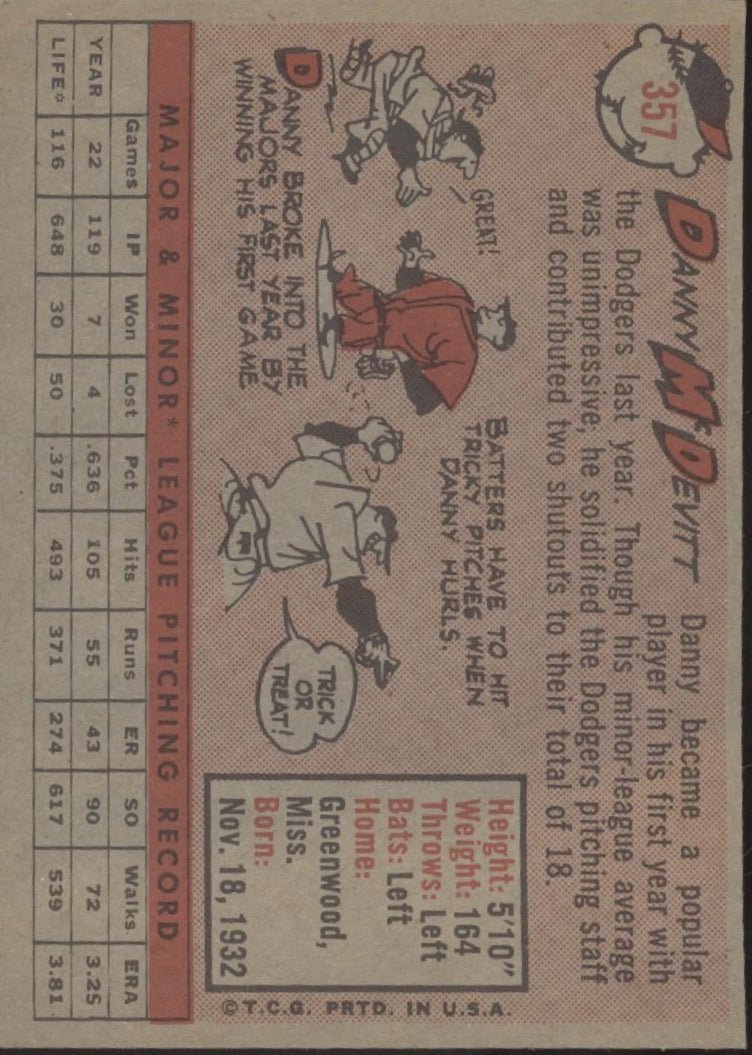 357
DANNY McDEVITT
Danny became a popular
player in his first year with
the Dodgers last year. Though his minor-league average
was unimpressive, he solidified the Dodgers pitching staff
and contributed two shutouts to their total of 18.
GREAT!
DANNY BROKE INTO THE
MAJORS LAST YEAR BY
WINNING HIS FIRST GAME
BATTERS HAVE TO HIT
TRICKY PITCHES WHEN
DANNY HURLS.
TRICK
OR
TREAT!
Height: 5'10"
Weight: 164
Throws: Left
Bats: Left
Home:
Greenwood,
Miss.
Born:
Nov. 18, 1932
©T.C.G. PRTD. IN U.S.A.
MAJOR & MINOR* LEAGUE PITCHING RECORD
Games IP Won Lost Pct Hits Runs ER SO Walks ERA
YEAR 22 119 7 4 .636 105 55 43 90 72 3.25
LIFE* 116 648 30 50 .375 493 371 274 617 539 3.81